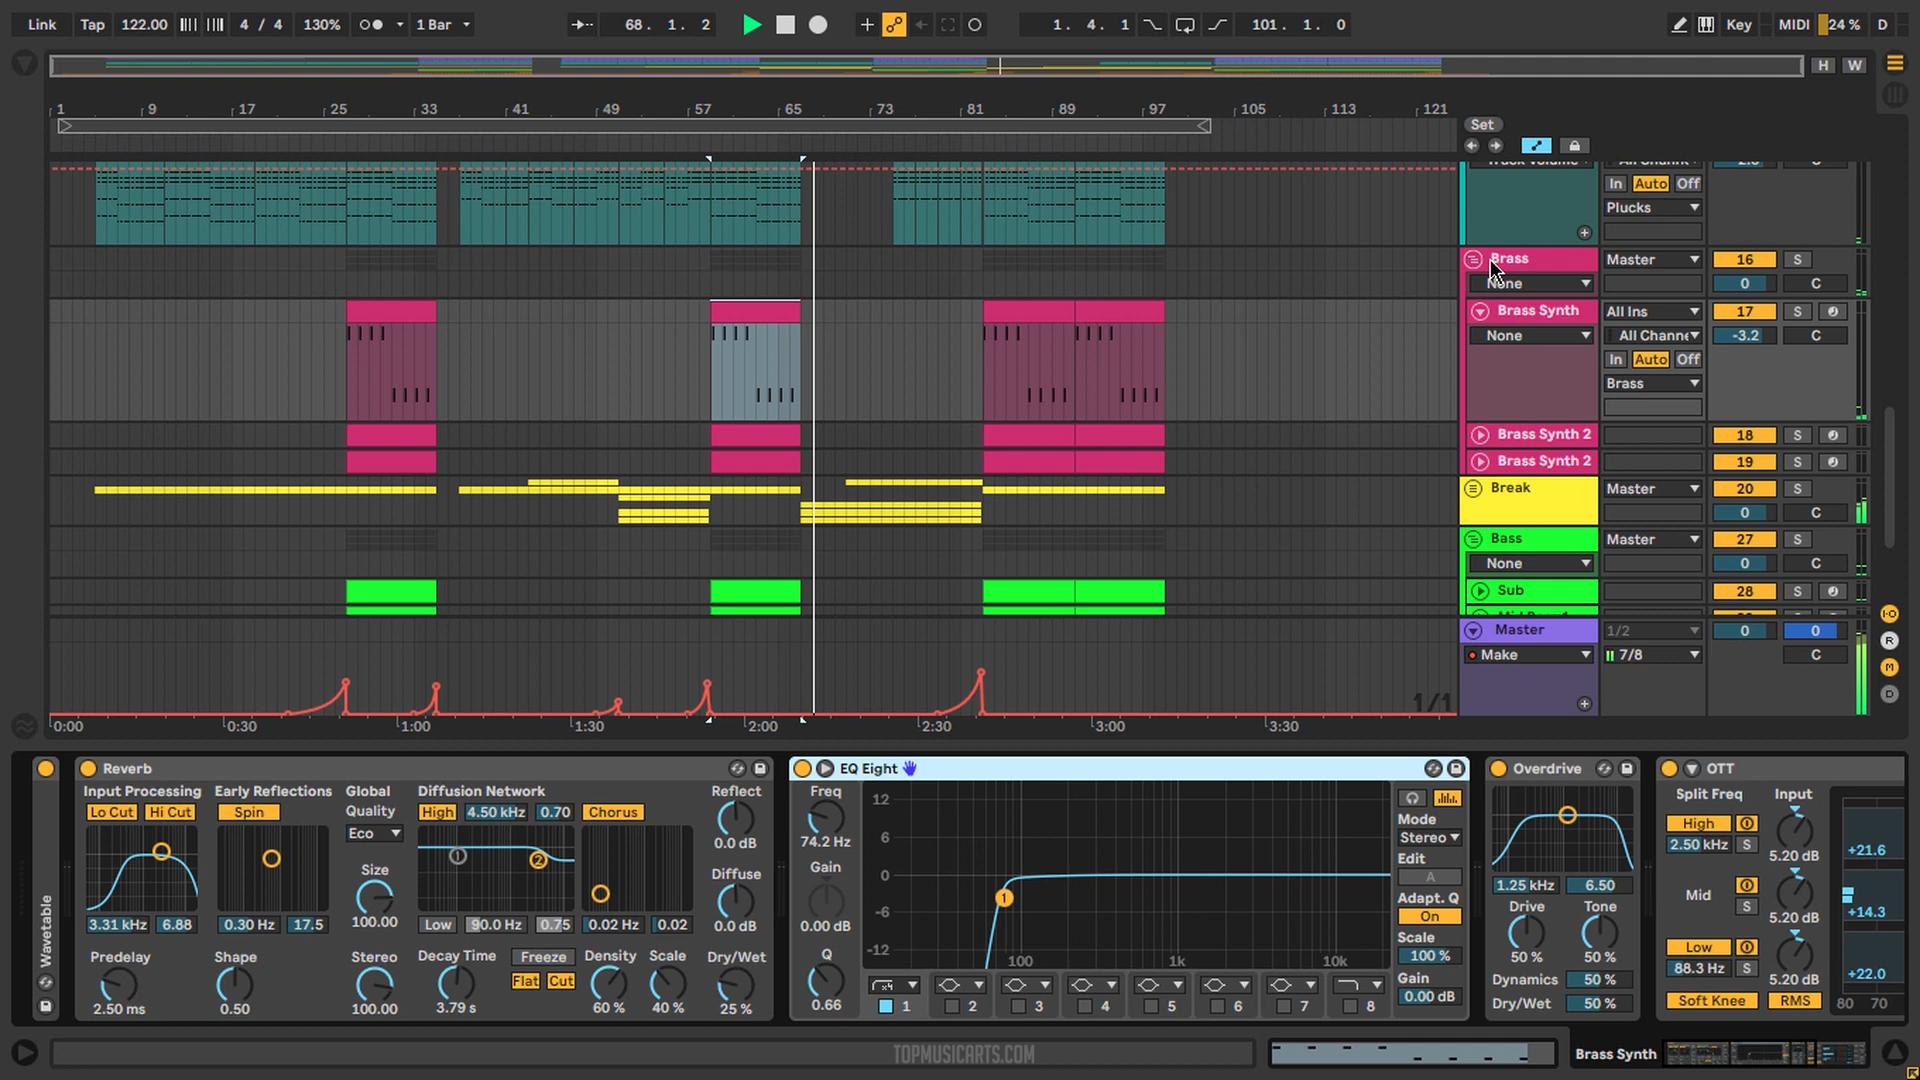 Link Tap 122.00 4 / 4 130% 1 Bar 68. 1. 2 1. 4. 1 101. 1. 0 Key MIDI 24 % D
H W
1 9 17 25 33 41 49 57 65 73 81 89 97 105 113 121
Set
In Auto Off
Plucks
Brass Master 16 S
None 0 C
Brass Synth All Ins 17 S
None All Channe -3.2 C
In Auto Off
Brass
Brass Synth 2 18 S
Brass Synth 2 19 S
Break Master 20 S
0 C
Bass Master 27 S
None 0 C
Sub 28 S
Master 1/2 0 0
Make 7/8 C
1/1
0:00 0:30 1:00 1:30 2:00 2:30 3:00 3:30
I·O
R
M
D
Wavetable
Reverb
Input Processing Early Reflections Global Diffusion Network Reflect
Lo Cut Hi Cut Spin Quality High 4.50 kHz 0.70 Chorus
Eco 0.0 dB
1 2
Size Diffuse
3.31 kHz 6.88 0.30 Hz 17.5 100.00 Low 90.0 Hz 0.75 0.02 Hz 0.02 0.0 dB
Predelay Shape Stereo Decay Time Freeze Density Scale Dry/Wet
Flat Cut
2.50 ms 0.50 100.00 3.79 s 60 % 40 % 25 %
EQ Eight
Freq
74.2 Hz
Gain
0.00 dB
Q
0.66
12
6
0
-6
-12
1
100 1k 10k
1 2 3 4 5 6 7 8
Mode
Stereo
Edit
A
Adapt. Q
On
Scale
100 %
Gain
0.00 dB
Overdrive
1.25 kHz 6.50
Drive Tone
50 % 50 %
Dynamics 50 %
Dry/Wet 50 %
OTT
Split Freq Input
High
2.50 kHz S 5.20 dB
Mid
S 5.20 dB
Low
88.3 Hz S 5.20 dB
Soft Knee RMS
+21.6
+14.3
+22.0
80 70
TOPMUSICARTS.COM
Brass Synth